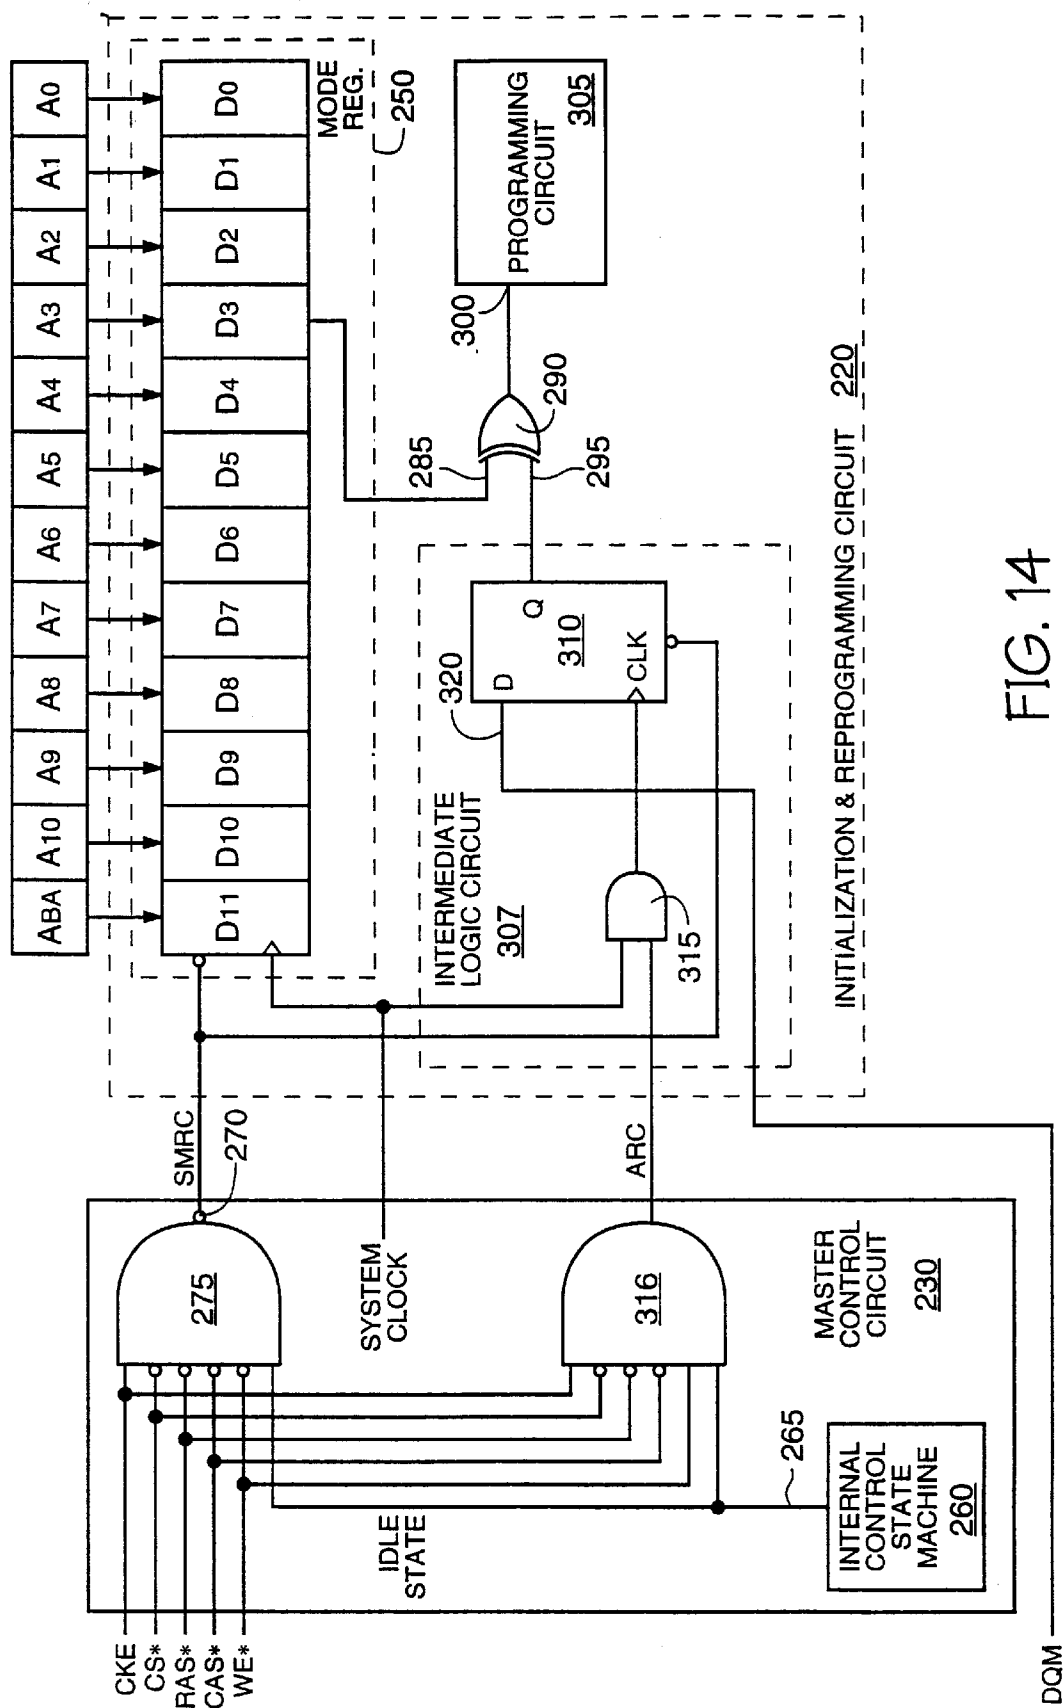 ABA A10 A9 A8 A7 A6 A5 A4 A3 A2 A1 A0
D11 D10 D9 D8 D7 D6 D5 D4 D3 D2 D1 D0
MODE
REG.
250
CKE
CS*
RAS*
CAS*
WE*
275
SMRC
270
SYSTEM
CLOCK
IDLE
STATE
316
ARC
265
INTERNAL
CONTROL
STATE
MACHINE
260
MASTER
CONTROL
CIRCUIT
230
DQM
INTERMEDIATE
LOGIC CIRCUIT
307
315
320
D
Q
310
CLK
285
295
290
300
PROGRAMMING
CIRCUIT
305
INITIALIZATION & REPROGRAMMING CIRCUIT 220
FIG. 14